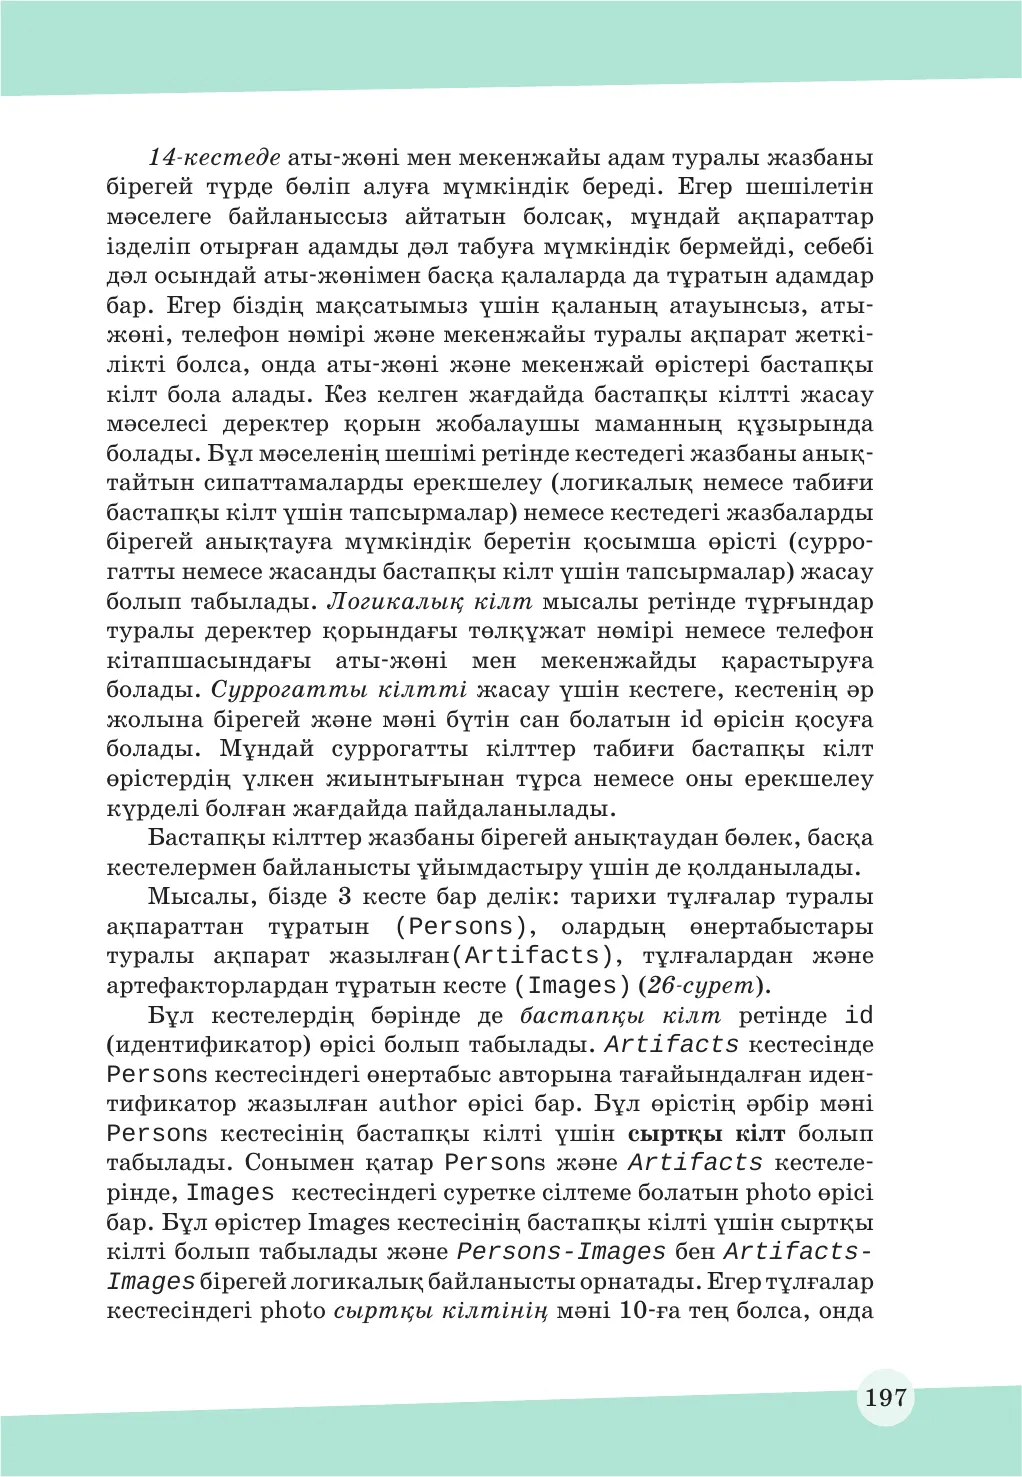 14-кестеде аты-жөні мен мекенжайы адам туралы жазбаны
бірегей түрде бөліп алуға мүмкіндік береді. Егер шешілетін
мәселеге байланыссыз айтатын болсақ, мұндай ақпараттар
ізделіп отырған адамды дәл табуға мүмкіндік бермейді, себебі
дәл осындай аты-жөнімен басқа қалаларда да тұратын адамдар
бар. Егер біздің мақсатымыз үшін қаланың атауынсыз, аты-
жөні, телефон нөмірі және мекенжайы туралы ақпарат жеткі-
лікті болса, онда аты-жөні және мекенжай өрістері бастапқы
кілт бола алады. Кез келген жағдайда бастапқы кілтті жасау
мәселесі деректер қорын жобалаушы маманның құзырында
болады. Бұл мәселенің шешімі ретінде кестедегі жазбаны анық-
тайтын сипаттамаларды ерекшелеу (логикалық немесе табиғи
бастапқы кілт үшін тапсырмалар) немесе кестедегі жазбаларды
бірегей анықтауға мүмкіндік беретін қосымша өрісті (сурро-
гатты немесе жасанды бастапқы кілт үшін тапсырмалар) жасау
болып табылады. Логикалық кілт мысалы ретінде тұрғындар
туралы деректер қорындағы төлқұжат нөмірі немесе телефон
кітапшасындағы аты-жөні мен мекенжайды қарастыруға
болады. Суррогатты кілтті жасау үшін кестеге, кестенің әр
жолына бірегей және мәні бүтін сан болатын id өрісін қосуға
болады. Мұндай суррогатты кілттер табиғи бастапқы кілт
өрістердің үлкен жиынтығынан тұрса немесе оны ерекшелеу
күрделі болған жағдайда пайдаланылады.
Бастапқы кілттер жазбаны бірегей анықтаудан бөлек, басқа
кестелермен байланысты ұйымдастыру үшін де қолданылады.
Мысалы, бізде 3 кесте бар делік: тарихи тұлғалар туралы
ақпараттан тұратын (Persons), олардың өнертабыстары
туралы ақпарат жазылған(Artifacts), тұлғалардан және
артефакторлардан тұратын кесте (Images) (26-сурет).
Бұл кестелердің бәрінде де бастапқы кілт ретінде id
(идентификатор) өрісі болып табылады. Artifacts кестесінде
Persons кестесіндегі өнертабыс авторына тағайындалған иден-
тификатор жазылған author өрісі бар. Бұл өрістің әрбір мәні
Persons кестесінің бастапқы кілті үшін сыртқы кілт болып
табылады. Сонымен қатар Persons және Artifacts кестеле-
рінде, Images кестесіндегі суретке сілтеме болатын photo өрісі
бар. Бұл өрістер Images кестесінің бастапқы кілті үшін сыртқы
кілті болып табылады және Persons-Images бен Artifacts-
Images бірегей логикалық байланысты орнатады. Егер тұлғалар
кестесіндегі photo сыртқы кілтінің мәні 10-ға тең болса, онда
197